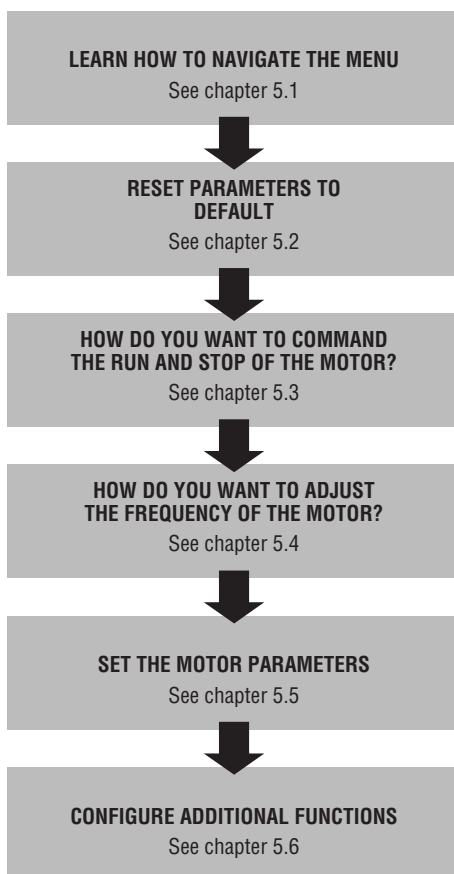 LEARN HOW TO NAVIGATE THE MENU
See chapter 5.1
RESET PARAMETERS TO
DEFAULT
See chapter 5.2
HOW DO YOU WANT TO COMMAND
THE RUN AND STOP OF THE MOTOR?
See chapter 5.3
HOW DO YOU WANT TO ADJUST
THE FREQUENCY OF THE MOTOR?
See chapter 5.4
SET THE MOTOR PARAMETERS
See chapter 5.5
CONFIGURE ADDITIONAL FUNCTIONS
See chapter 5.6